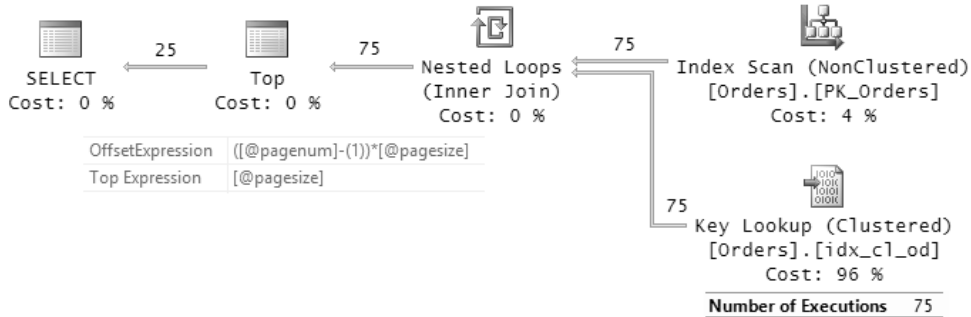 25
75
75
SELECT
Cost: 0 %
Top
Cost: 0 %
Nested Loops
(Inner Join)
Cost: 0 %
Index Scan (NonClustered)
[Orders].[PK_Orders]
Cost: 4 %
OffsetExpression ([@pagenum]-(1))*[@pagesize]
Top Expression [@pagesize]
75
Key Lookup (Clustered)
[Orders].[idx_cl_od]
Cost: 96 %
Number of Executions 75